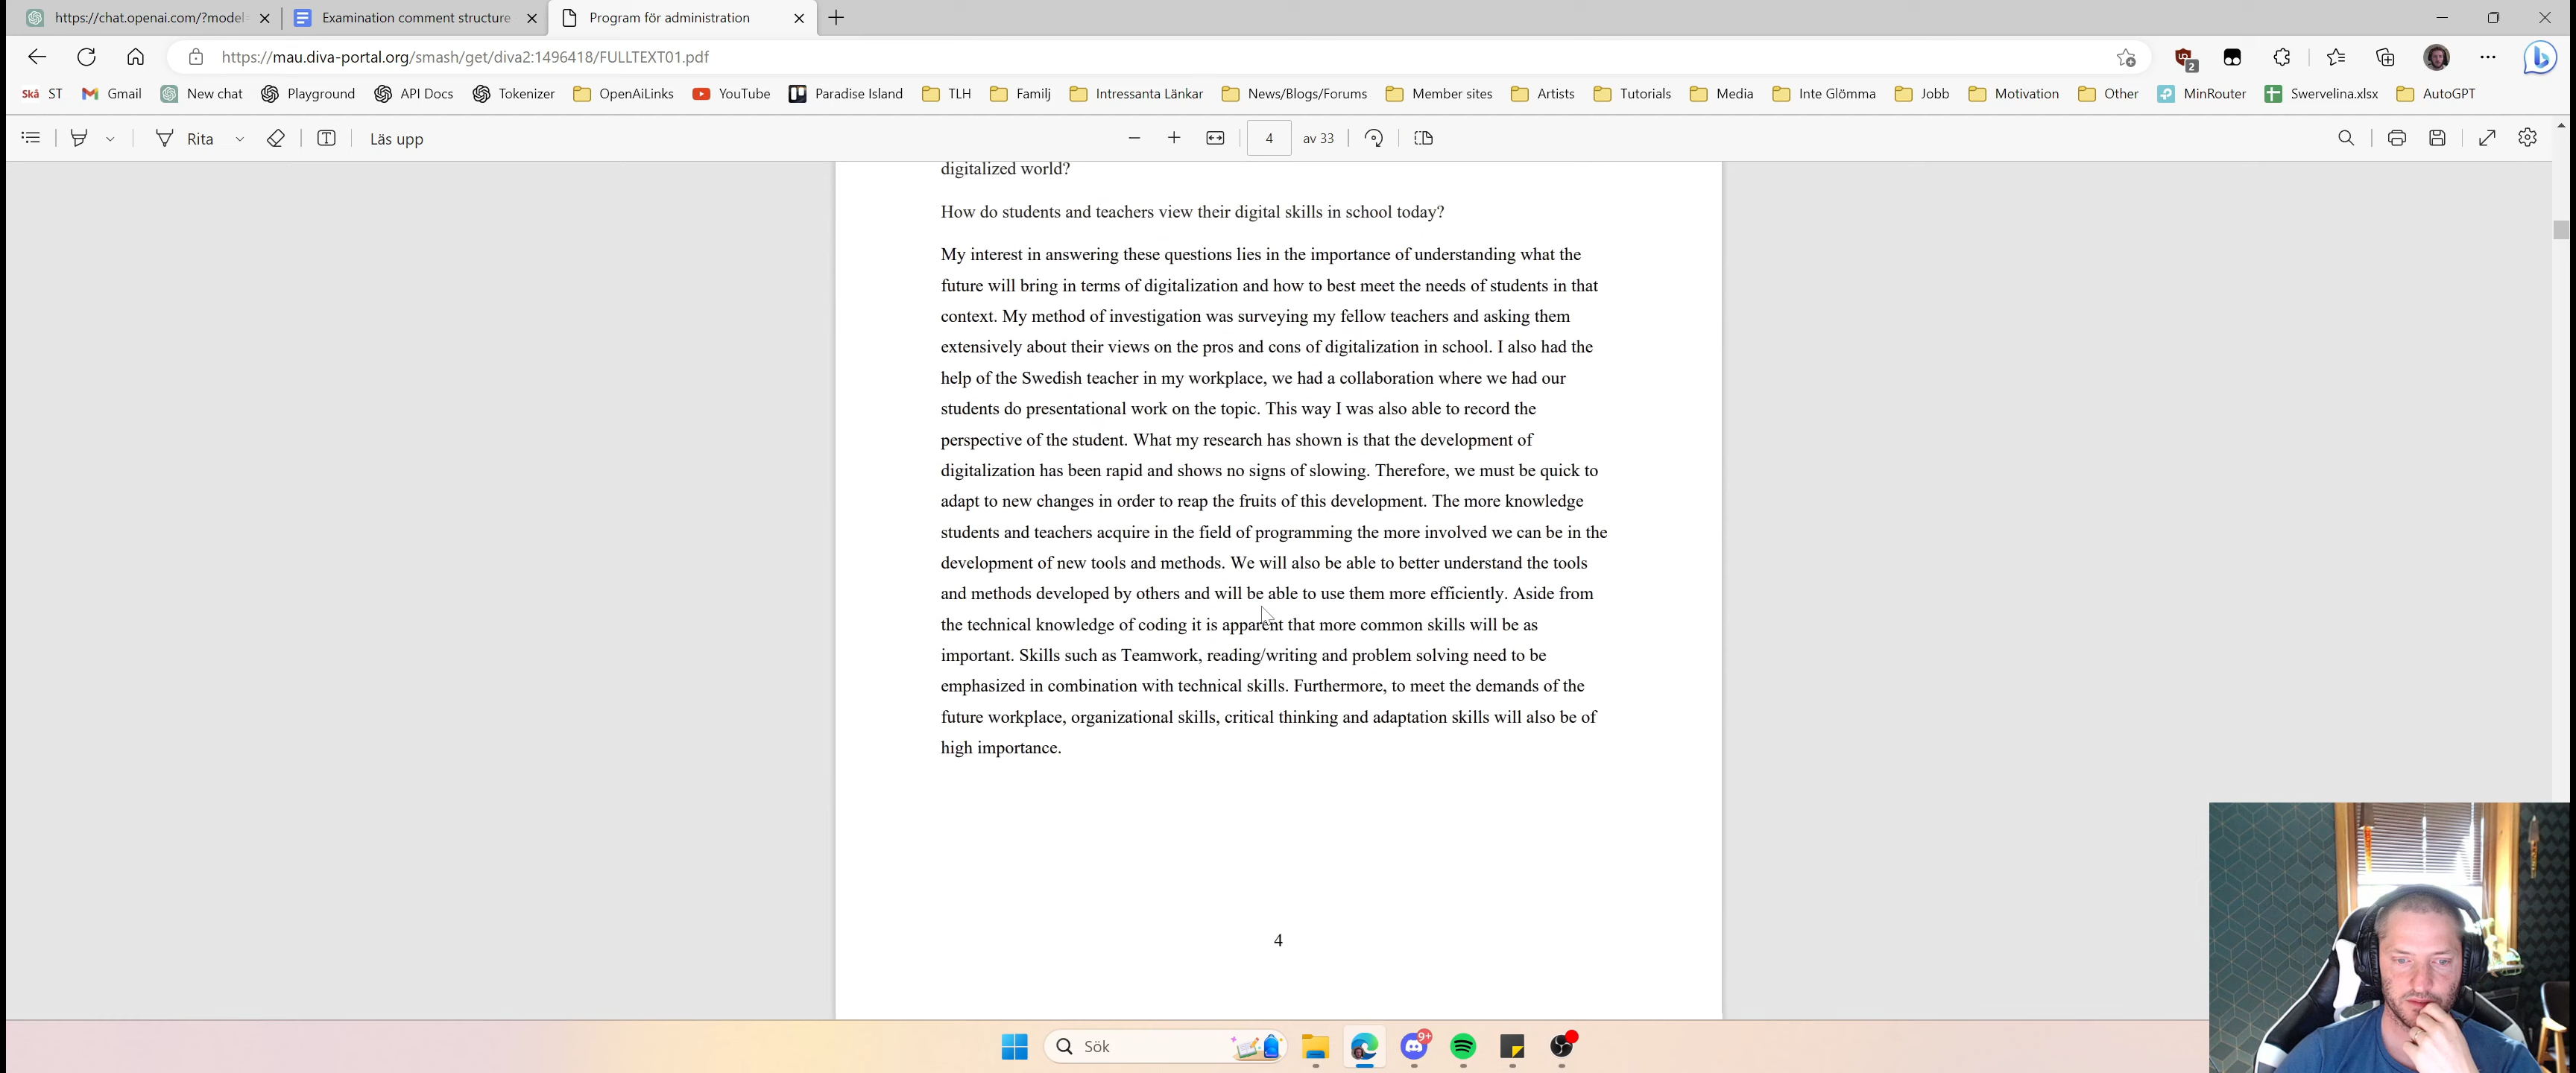 https://chat.openai.com/?model=
Examination comment structure
Program för administration
https://mau.diva-portal.org/smash/get/diva2:1496418/FULLTEXT01.pdf
2
Skå ST Gmail New chat Playground API Docs Tokenizer OpenAiLinks YouTube Paradise Island TLH Familj Intressanta Länkar News/Blogs/Forums Member sites Artists Tutorials Media Inte Glömma Jobb Motivation Other MinRouter Swervelina.xlsx AutoGPT
Rita Läs upp 4 av 33
digitalized world?
How do students and teachers view their digital skills in school today?
My interest in answering these questions lies in the importance of understanding what the
future will bring in terms of digitalization and how to best meet the needs of students in that
context. My method of investigation was surveying my fellow teachers and asking them
extensively about their views on the pros and cons of digitalization in school. I also had the
help of the Swedish teacher in my workplace, we had a collaboration where we had our
students do presentational work on the topic. This way I was also able to record the
perspective of the student. What my research has shown is that the development of
digitalization has been rapid and shows no signs of slowing. Therefore, we must be quick to
adapt to new changes in order to reap the fruits of this development. The more knowledge
students and teachers acquire in the field of programming the more involved we can be in the
development of new tools and methods. We will also be able to better understand the tools
and methods developed by others and will be able to use them more efficiently. Aside from
the technical knowledge of coding it is apparent that more common skills will be as
important. Skills such as Teamwork, reading/writing and problem solving need to be
emphasized in combination with technical skills. Furthermore, to meet the demands of the
future workplace, organizational skills, critical thinking and adaptation skills will also be of
high importance.
4
Sök
9+